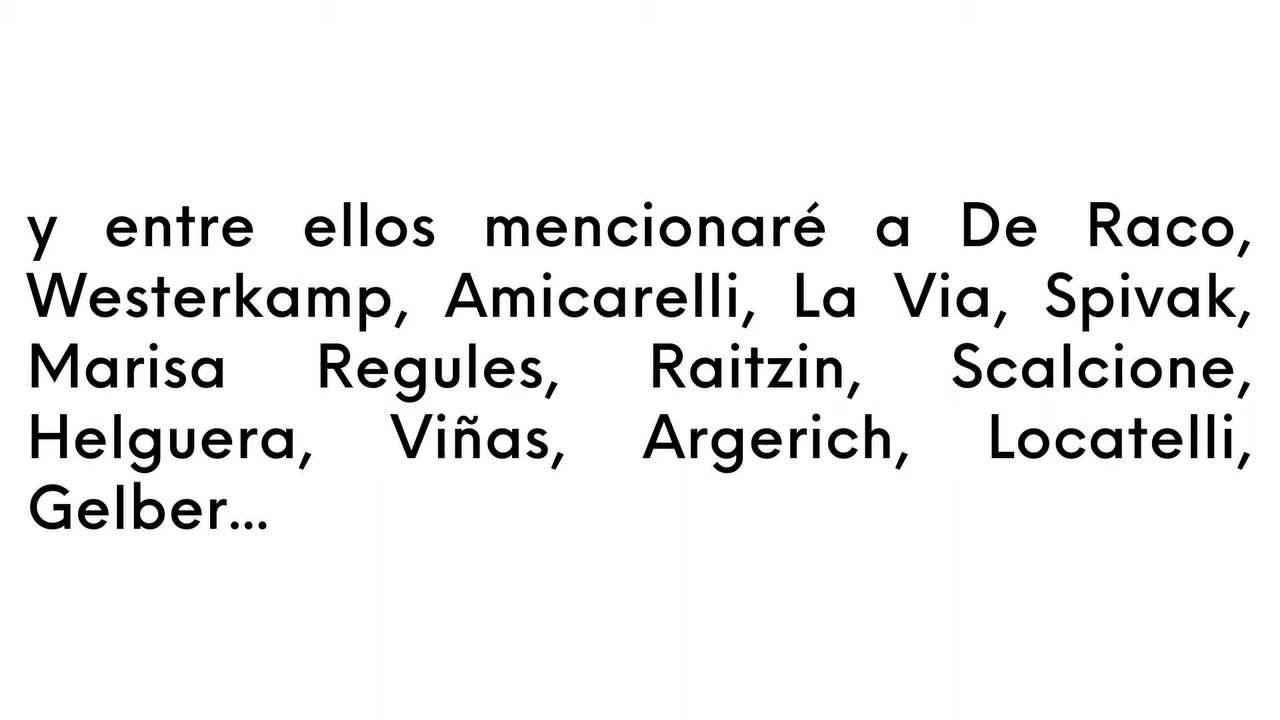 y entre ellos mencionaré a De Raco,
Westerkamp, Amicarelli, La Via, Spivak,
Marisa Regules, Raitzin, Scalcione,
Helguera, Viñas, Argerich, Locatelli,
Gelber...